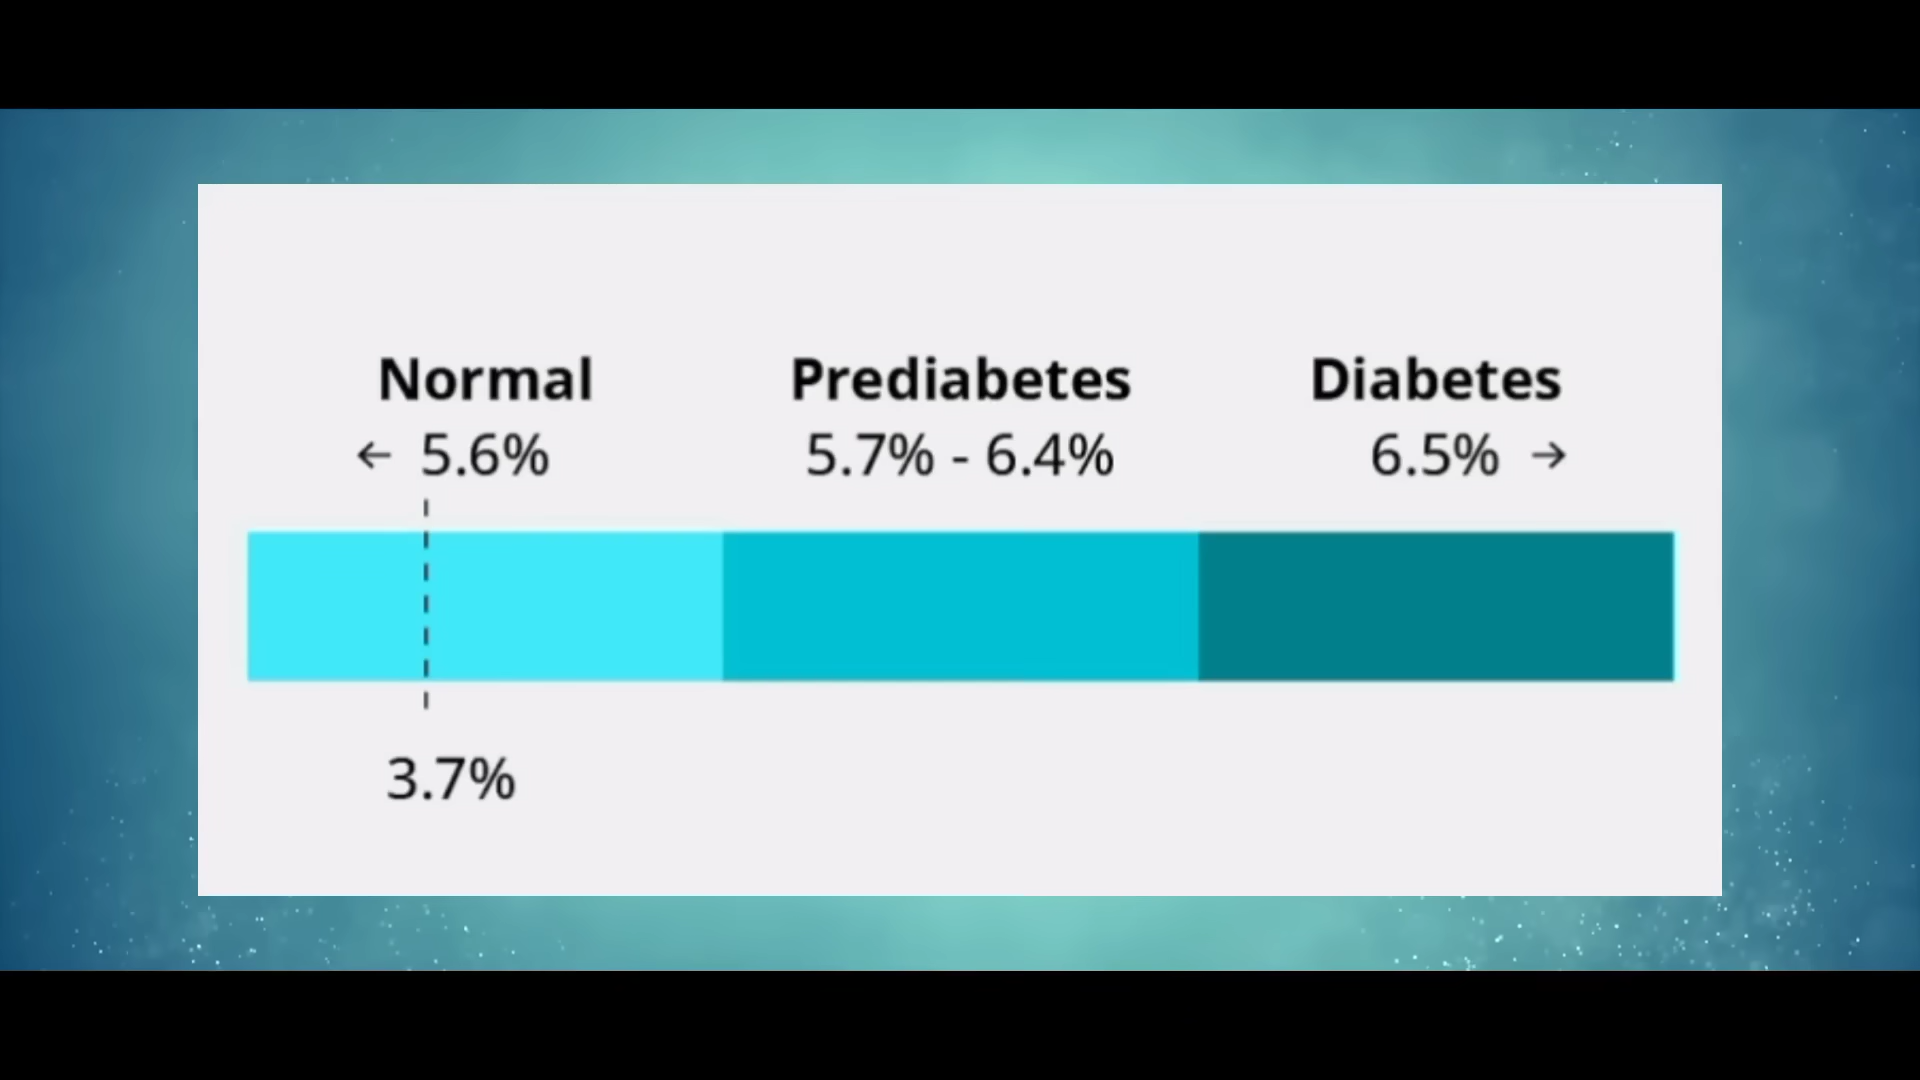 Normal Prediabetes Diabetes
← 5.6% 5.7% - 6.4% 6.5% →
3.7%